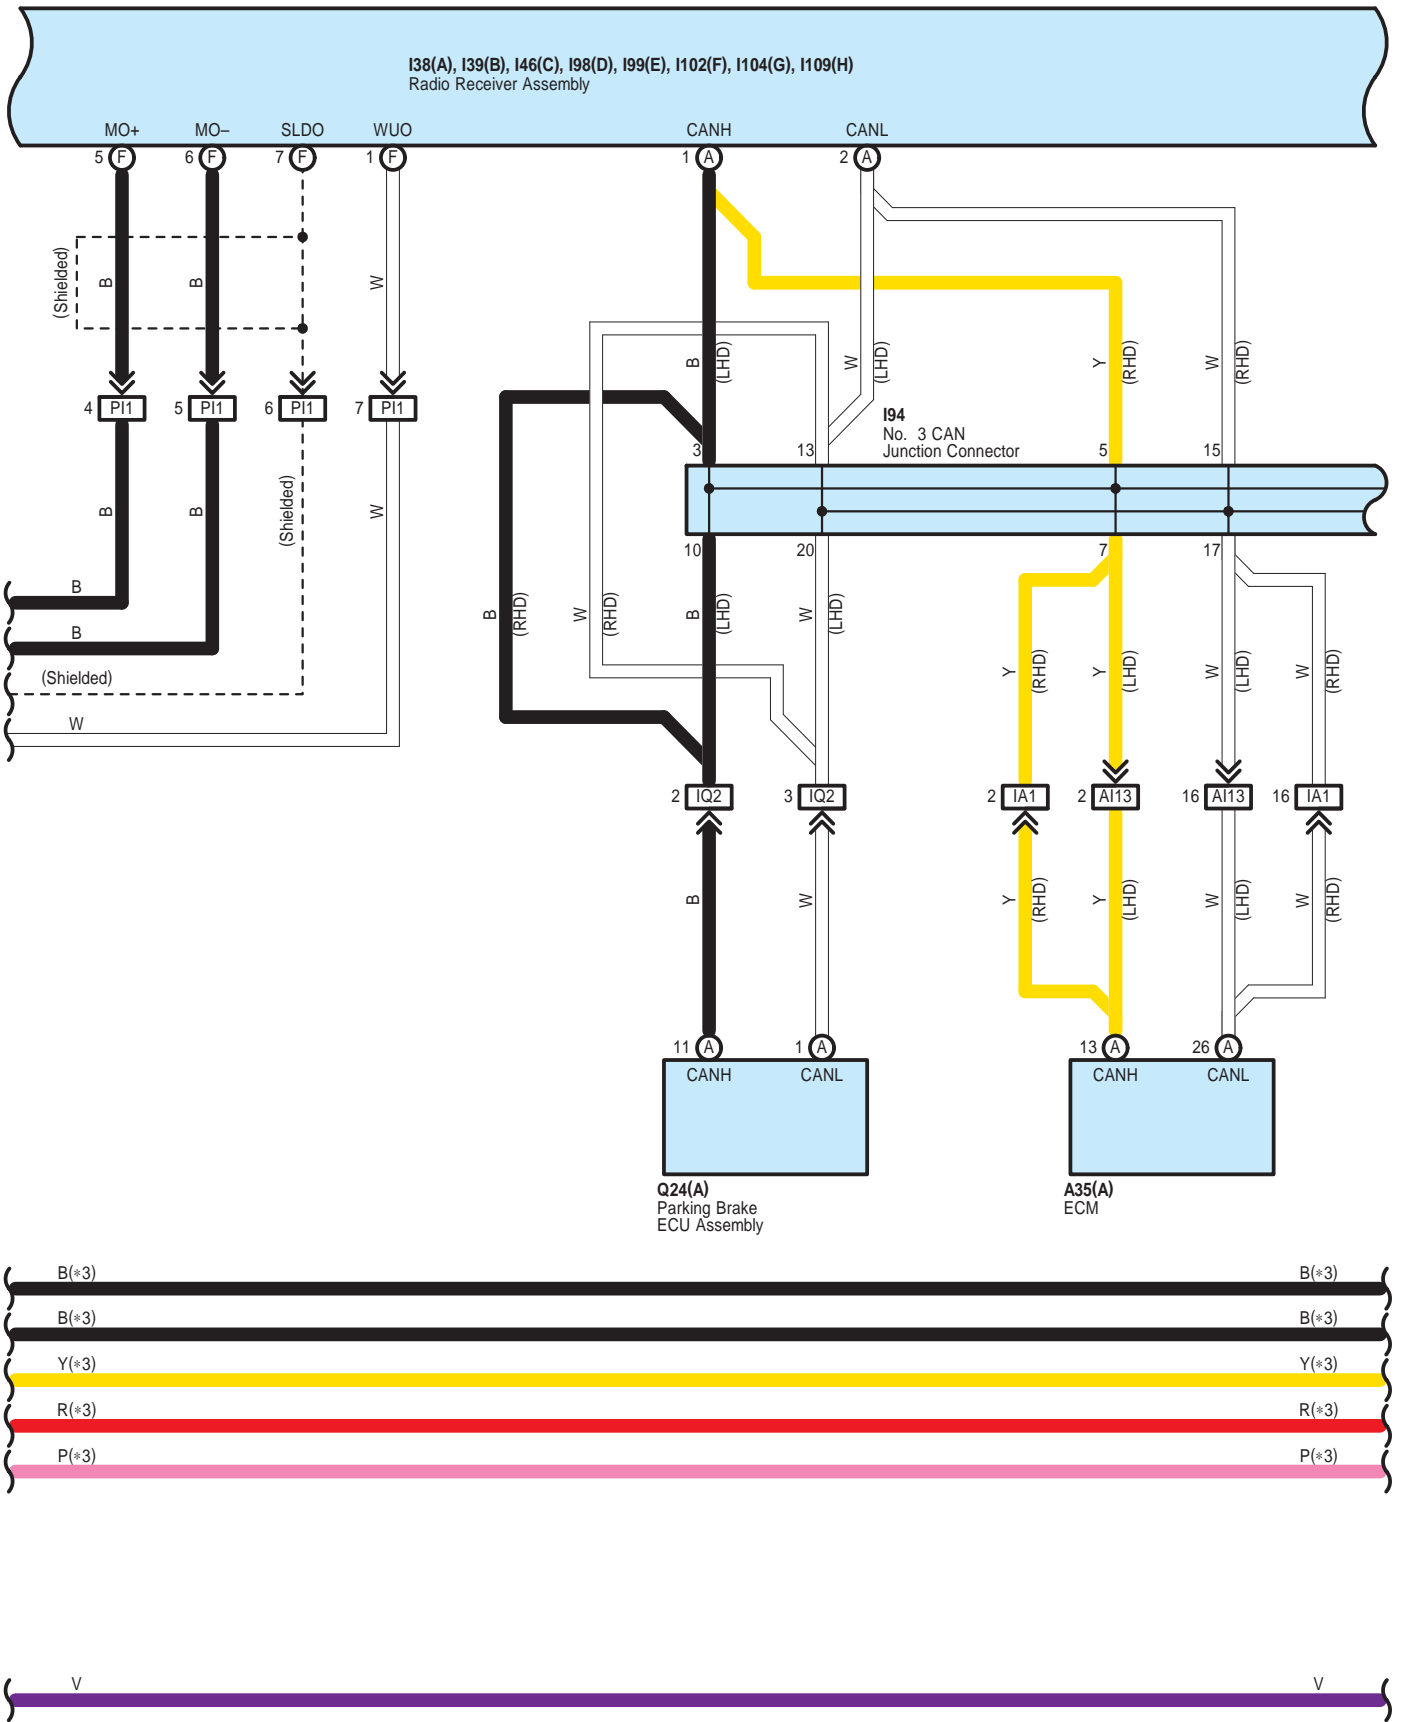 I38(A), I39(B), I46(C), I98(D), I99(E), I102(F), I104(G), I109(H)
Radio Receiver Assembly
MO+ MO– SLDO WUO CANH CANL
5 F 6 F 7 F 1 F 1 A 2 A
(Shielded) B B W
B (LHD) W (LHD) Y (RHD) W (RHD)
4 PI1 5 PI1 6 PI1 7 PI1
I94
No. 3 CAN
Junction Connector
3 13 5 15
B B (Shielded) W
10 20 7 17
B
B
(Shielded)
W
B (RHD) W (RHD) B (LHD) W (LHD)
Y (RHD) Y (LHD) W (LHD) W (RHD)
2 IQ2 3 IQ2 2 IA1 2 AI13 16 AI13 16 IA1
B W Y (RHD) Y (LHD) W (LHD) W (RHD)
11 A 1 A 13 A 26 A
CANH CANL CANH CANL
Q24(A)
Parking Brake
ECU Assembly
A35(A)
ECM
B(*3) B(*3)
B(*3) B(*3)
Y(*3) Y(*3)
R(*3) R(*3)
P(*3) P(*3)
V V